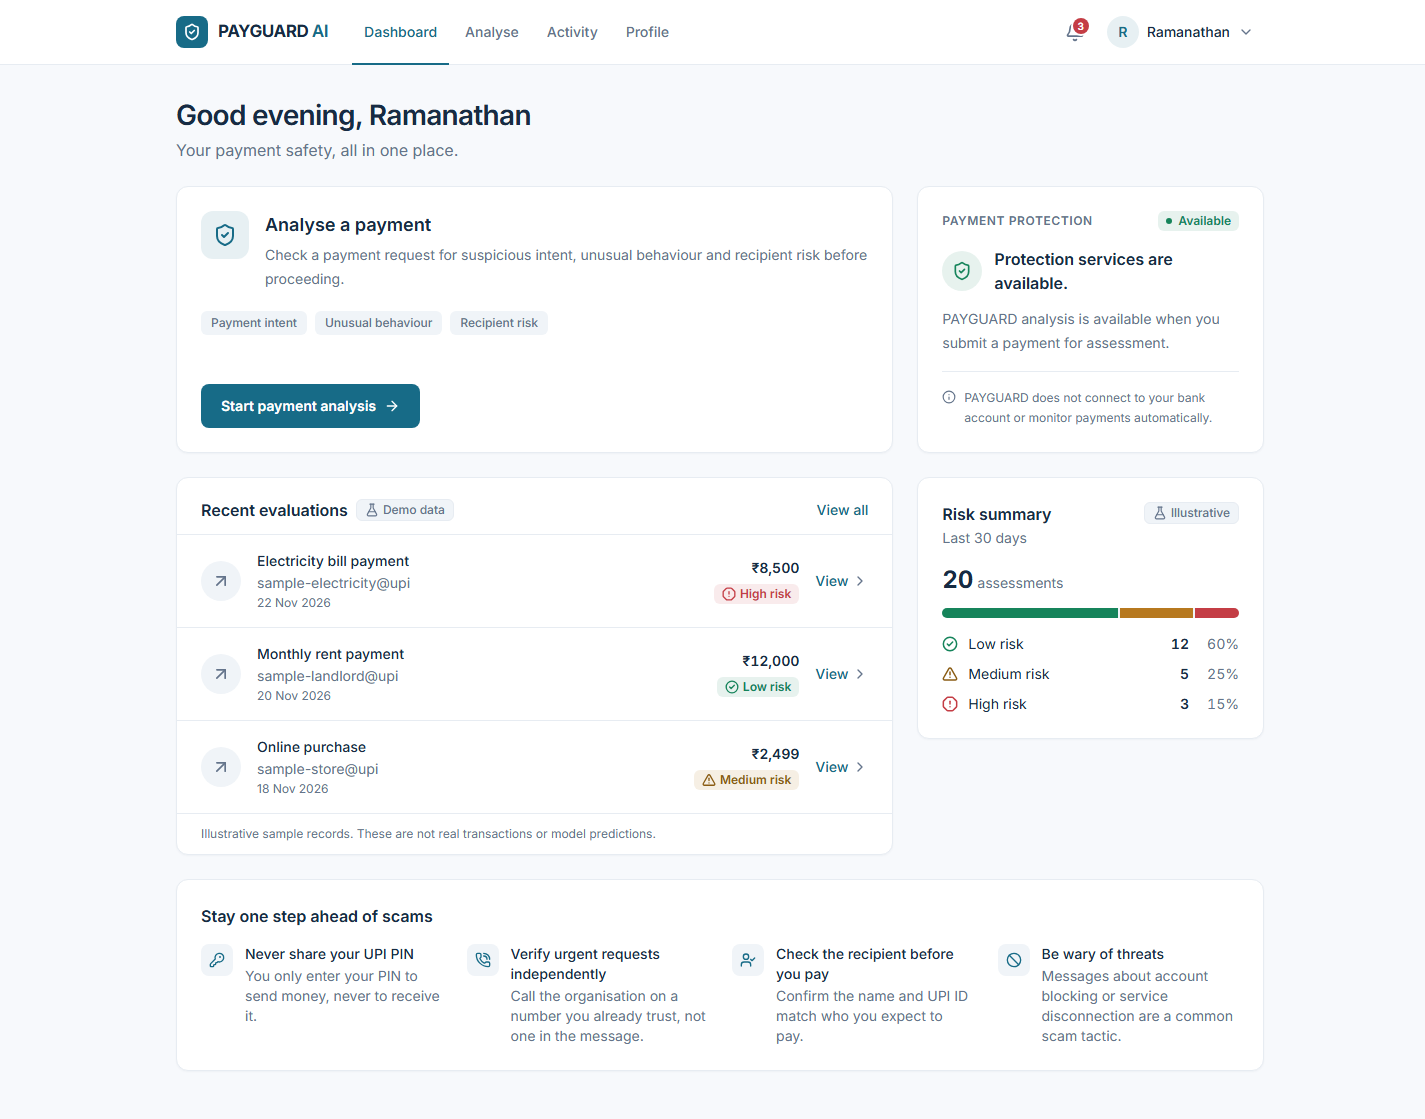 PAYGUARD AI
Dashboard
Analyse
Activity
Profile
3
R
Ramanathan
Good evening, Ramanathan
Your payment safety, all in one place.
Analyse a payment
Check a payment request for suspicious intent, unusual behaviour and recipient risk before
proceeding.
Payment intent
Unusual behaviour
Recipient risk
Start payment analysis
PAYMENT PROTECTION
Available
Protection services are
available.
PAYGUARD analysis is available when you
submit a payment for assessment.
PAYGUARD does not connect to your bank
account or monitor payments automatically.
Recent evaluations
Demo data
View all
Electricity bill payment
sample-electricity@upi
22 Nov 2026
₹8,500
High risk
View
Monthly rent payment
sample-landlord@upi
20 Nov 2026
₹12,000
Low risk
View
Online purchase
sample-store@upi
18 Nov 2026
₹2,499
Medium risk
View
Illustrative sample records. These are not real transactions or model predictions.
Risk summary
Illustrative
Last 30 days
20 assessments
Low risk 12 60%
Medium risk 5 25%
High risk 3 15%
Stay one step ahead of scams
Never share your UPI PIN
You only enter your PIN to
send money, never to receive
it.
Verify urgent requests
independently
Call the organisation on a
number you already trust, not
one in the message.
Check the recipient before
you pay
Confirm the name and UPI ID
match who you expect to
pay.
Be wary of threats
Messages about account
blocking or service
disconnection are a common
scam tactic.